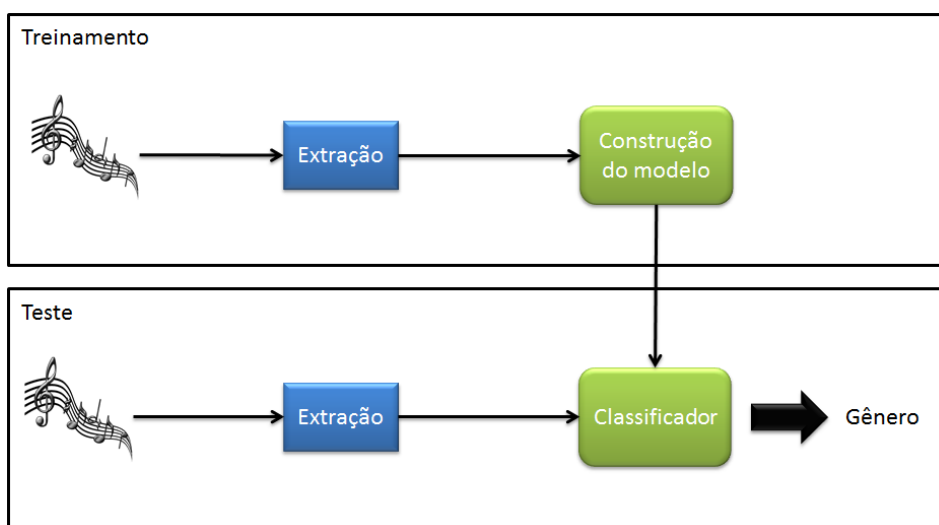 Treinamento
Extração
Construção
do modelo
Teste
Extração
Classificador
Gênero